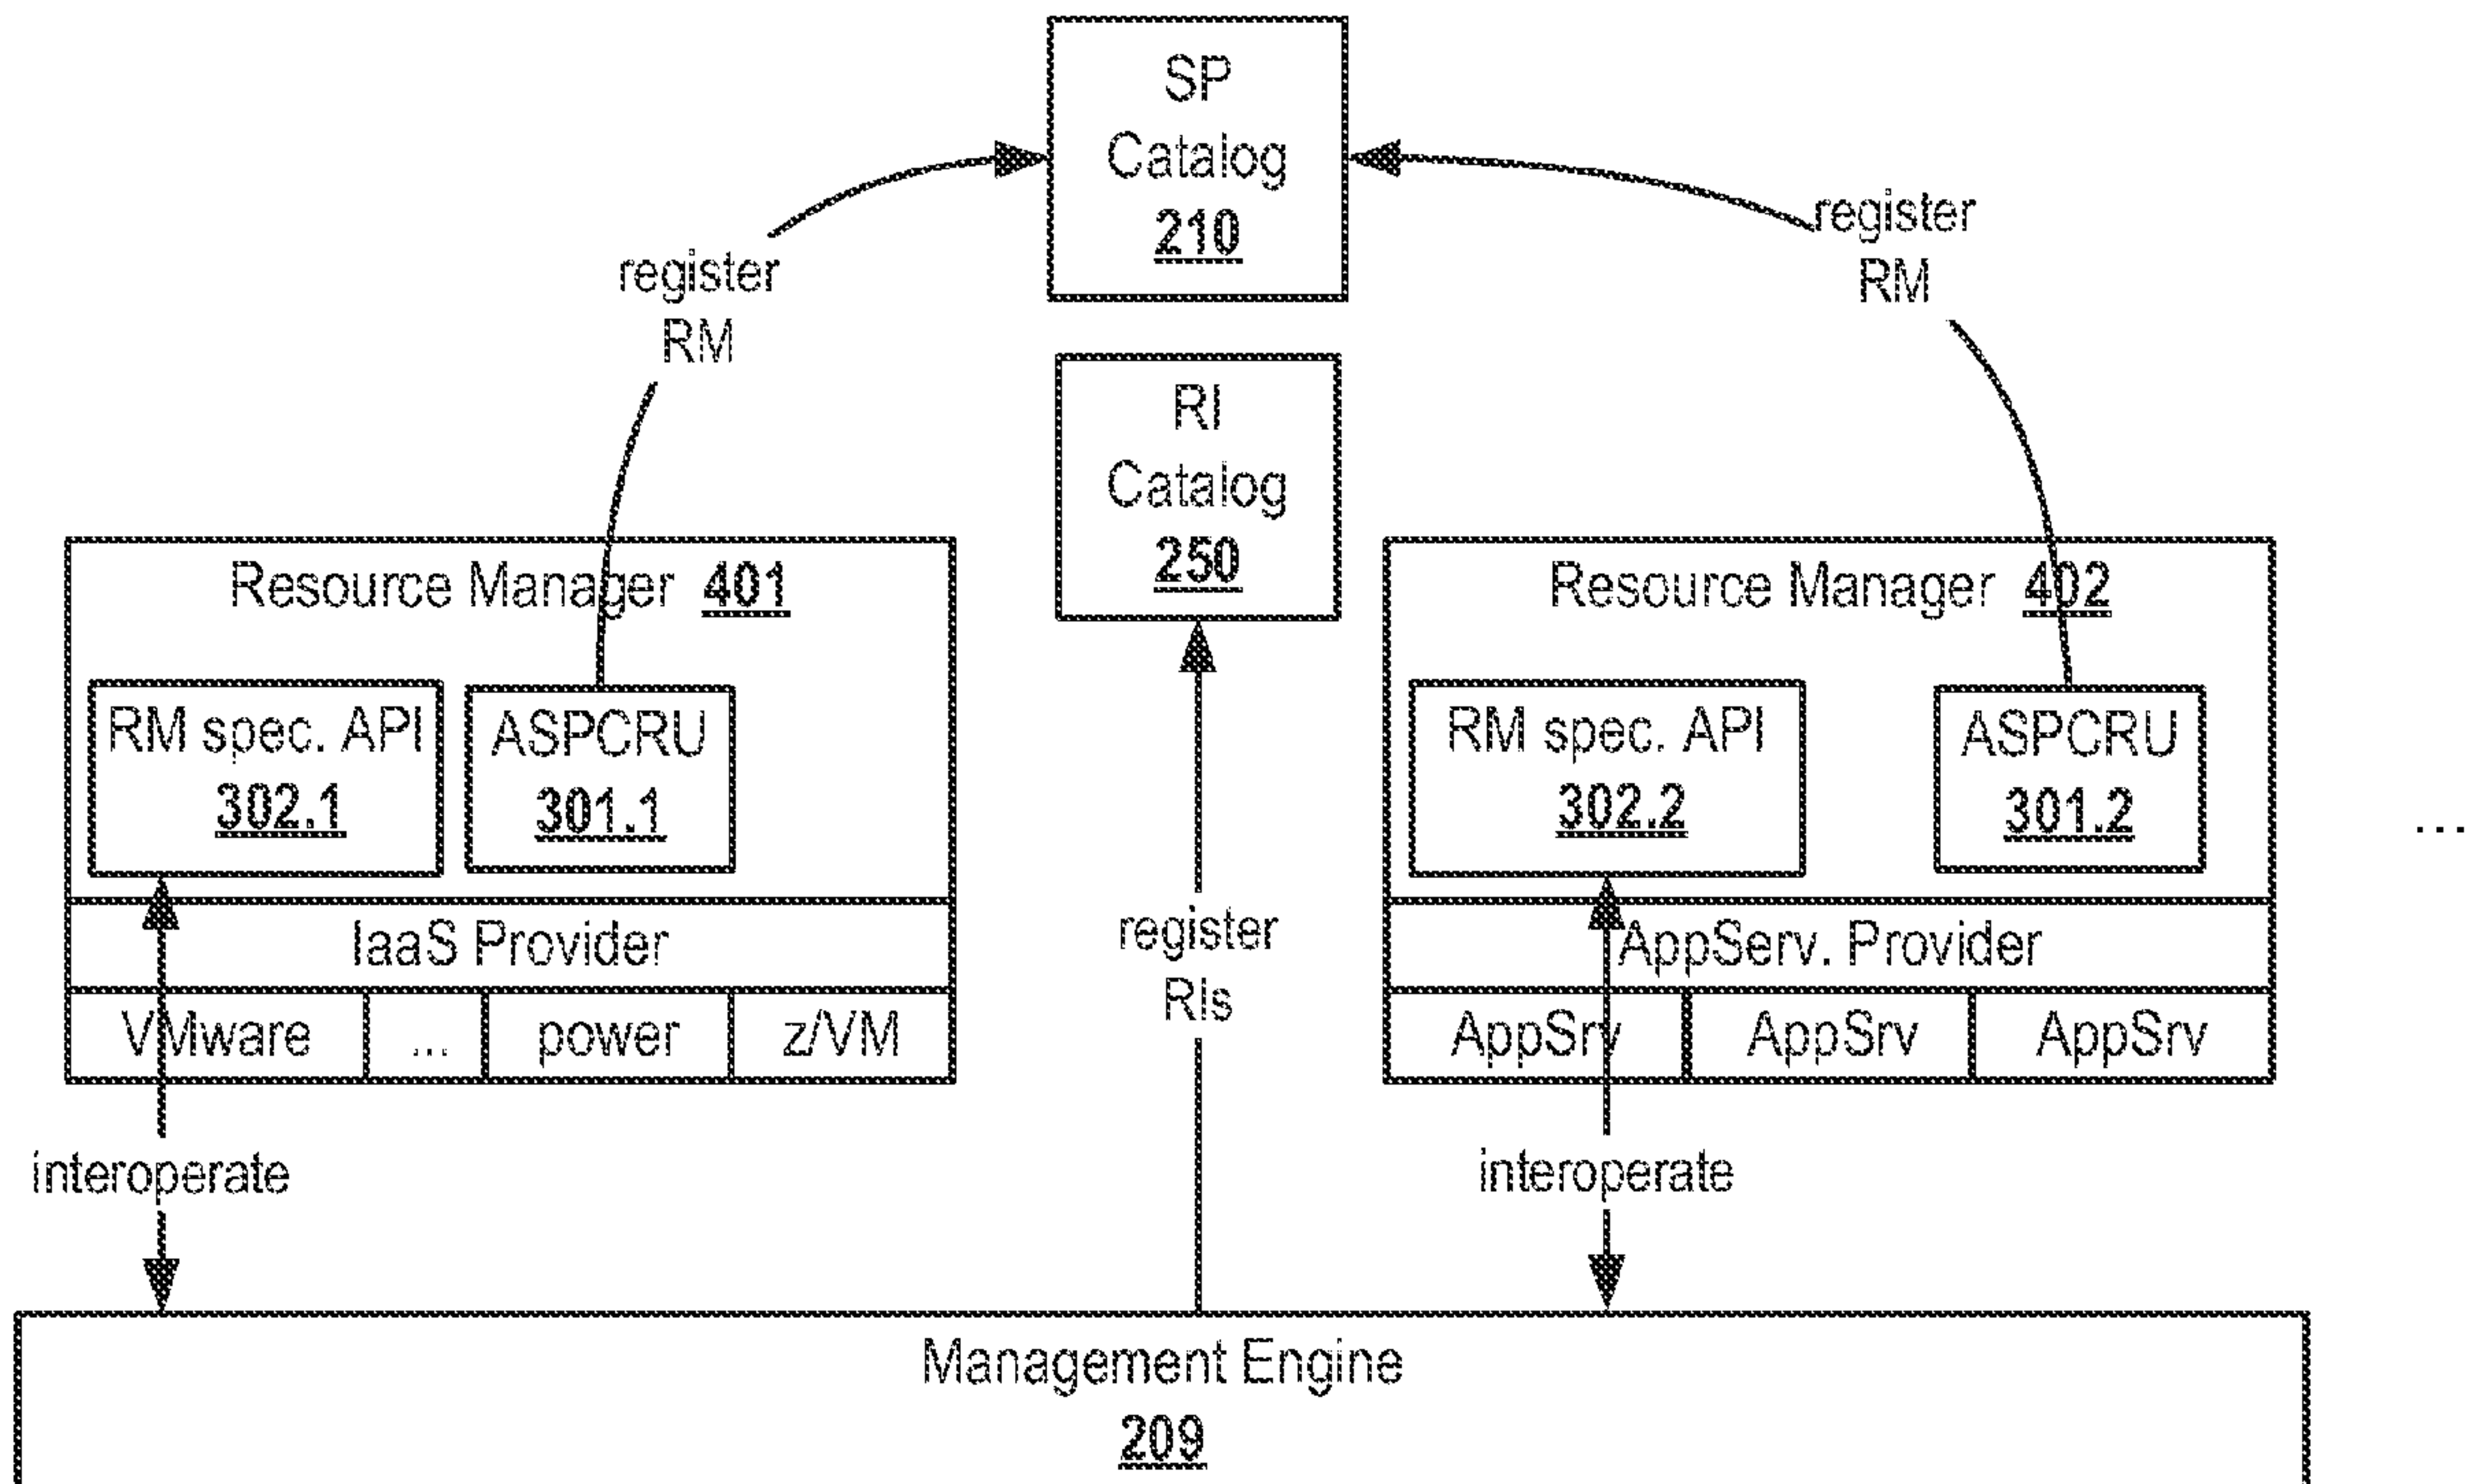 SP
Catalog
210
register
RM
register
RM
RI
Catalog
250
Resource Manager 401
RM spec. API
302.1
ASPCRU
301.1
IaaS Provider
VMware
...
power
z/VM
Resource Manager 402
RM spec. API
302.2
ASPCRU
301.2
AppServ. Provider
AppSrv
AppSrv
AppSrv
...
register
RIs
interoperate
interoperate
Management Engine
209